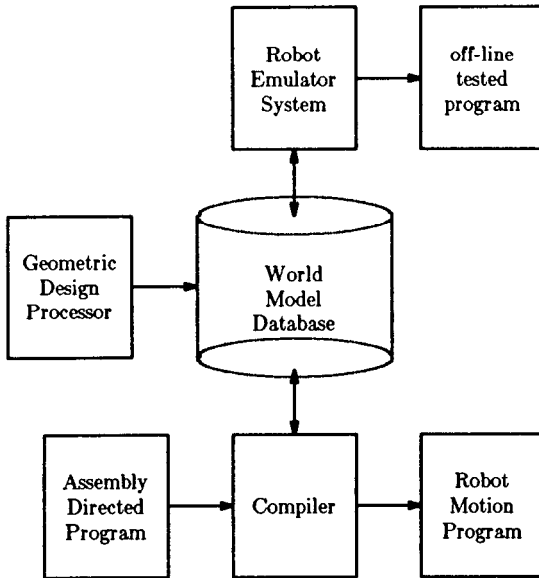 Robot
Emulator
System
off-line
tested
program
Geometric
Design
Processor
World
Model
Database
Assembly
Directed
Program
Compiler
Robot
Motion
Program